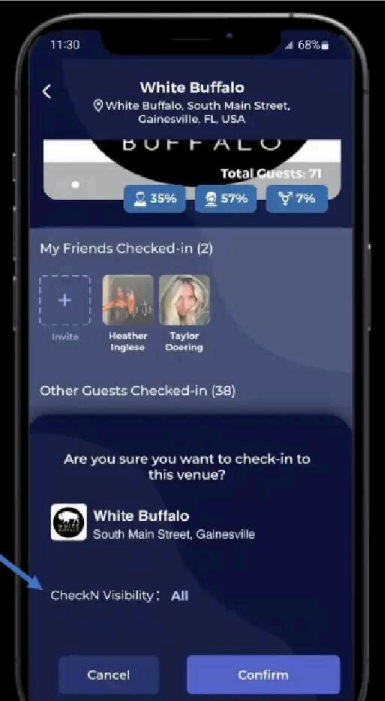 11:30
68%
White Buffalo
White Buffalo, South Main Street,
Gainesville, FL, USA
BUFFALO
Total Guests: 71
35%
57%
7%
My Friends Checked-in (2)
Invite
Heather
Inglese
Taylor
Doering
Other Guests Checked-in (38)
Are you sure you want to check-in to
this venue?
White Buffalo
South Main Street, Gainesville
CheckN Visibility: All
Cancel
Confirm